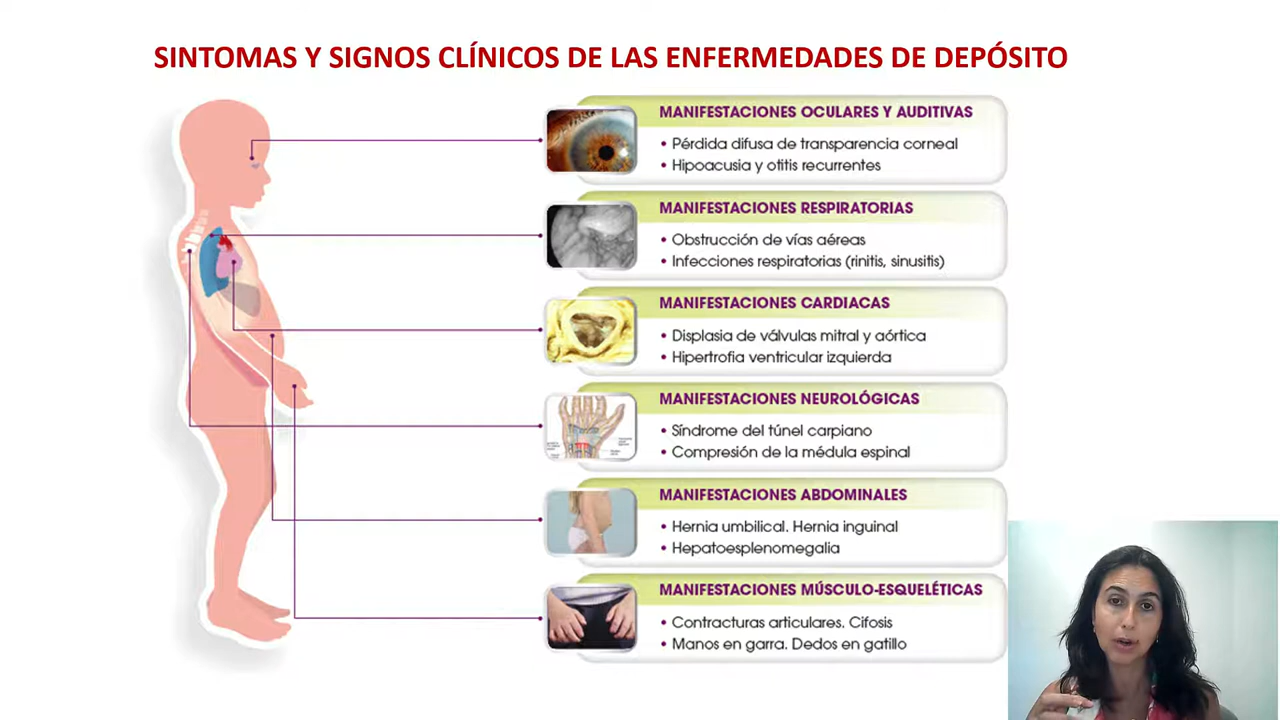 SINTOMAS Y SIGNOS CLÍNICOS DE LAS ENFERMEDADES DE DEPÓSITO
MANIFESTACIONES OCULARES Y AUDITIVAS
• Pérdida difusa de transparencia corneal
• Hipoacusia y otitis recurrentes
MANIFESTACIONES RESPIRATORIAS
• Obstrucción de vías aéreas
• Infecciones respiratorias (rinitis, sinusitis)
MANIFESTACIONES CARDIACAS
• Displasia de válvulas mitral y aórtica
• Hipertrofia ventricular izquierda
MANIFESTACIONES NEUROLÓGICAS
• Síndrome del túnel carpiano
• Compresión de la médula espinal
MANIFESTACIONES ABDOMINALES
• Hernia umbilical. Hernia inguinal
• Hepatoesplenomegalia
MANIFESTACIONES MÚSCULO-ESQUELÉTICAS
• Contracturas articulares. Cifosis
• Manos en garra. Dedos en gatillo